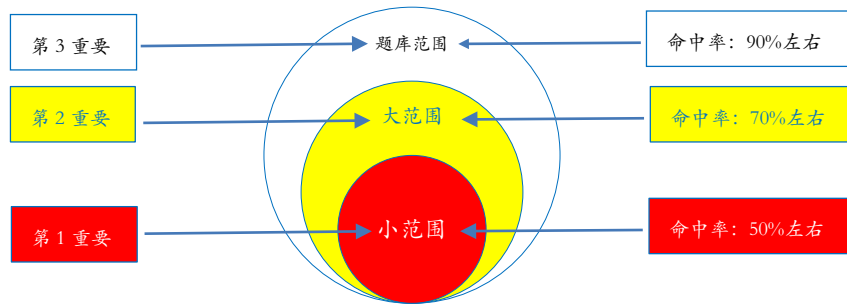 第 3 重要 题库范围 命中率：90%左右
第 2 重要 大范围 命中率：70%左右
第 1 重要 小范围 命中率：50%左右